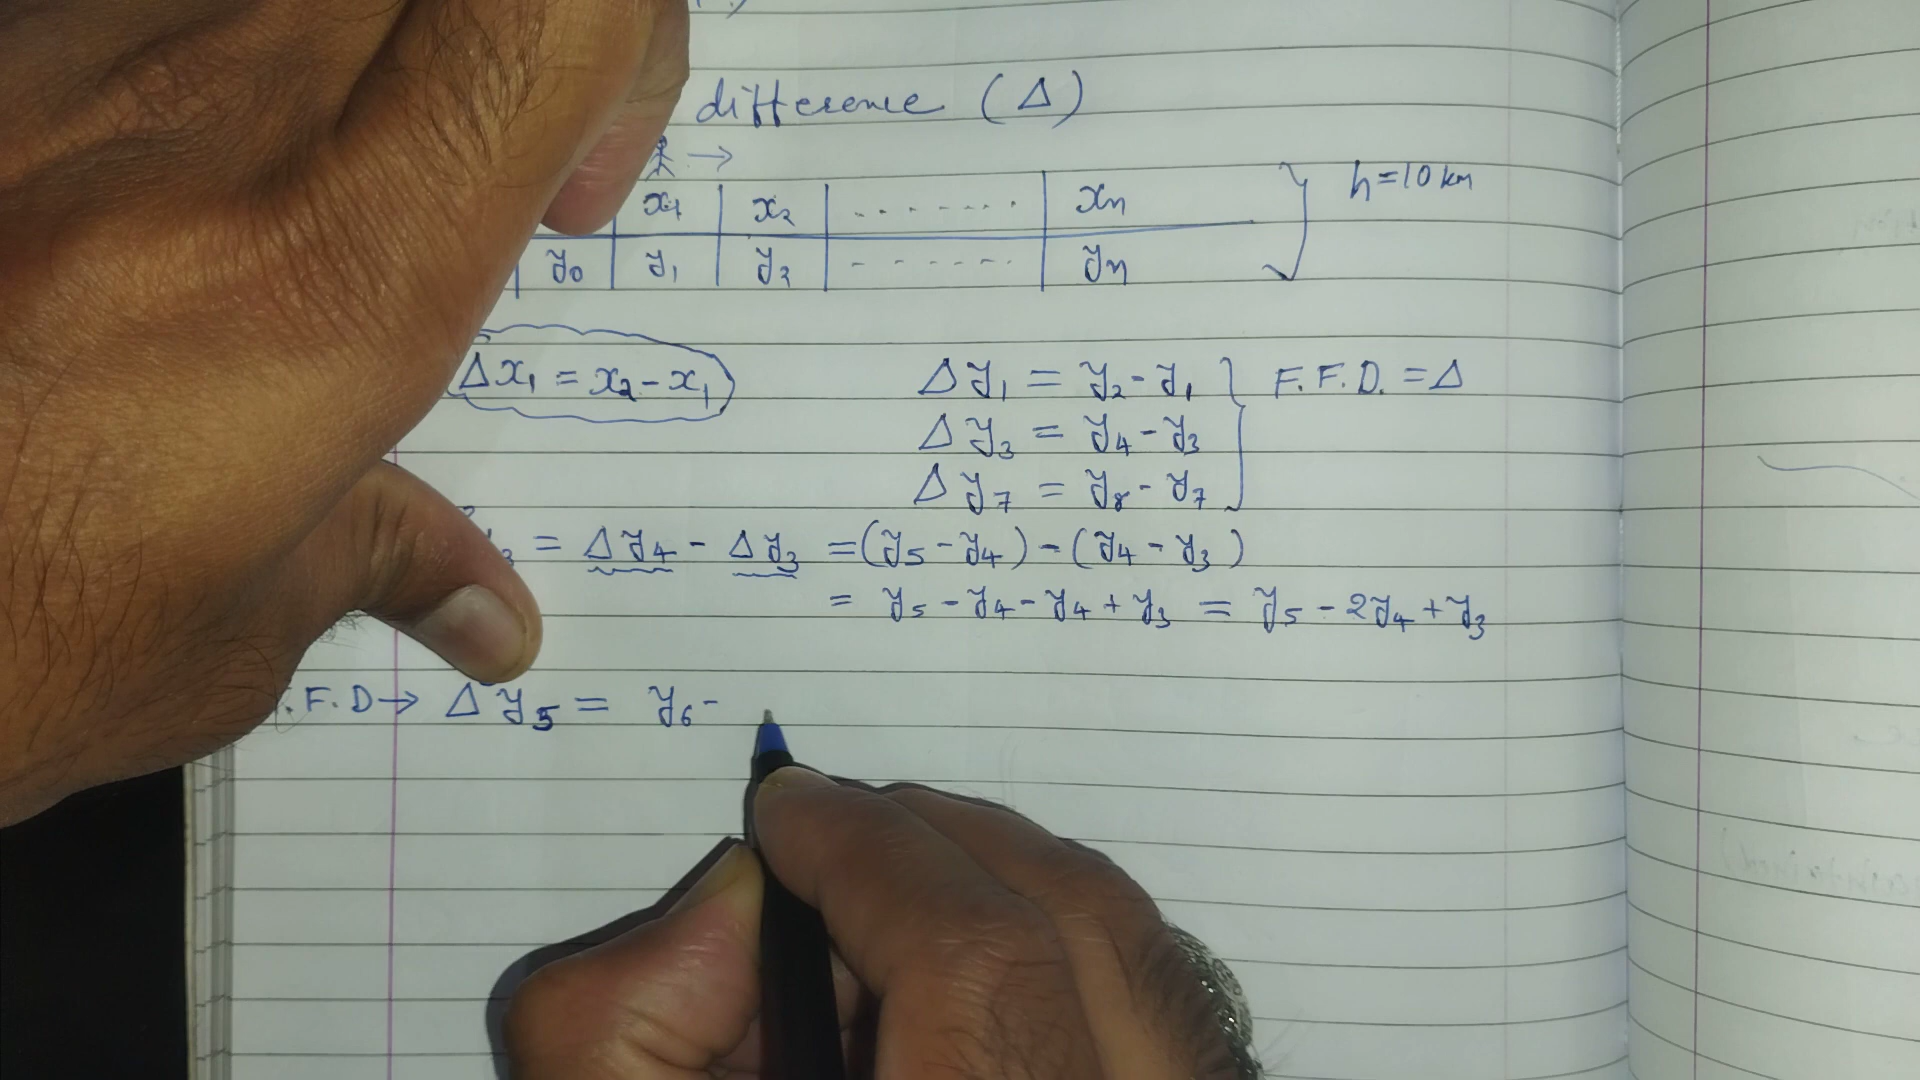 difference (Δ)
→
x₁ x₂ ....... xₙ h=10 km
y₀ y₁ y₂ ------- yₙ
Δx₁ = x₂-x₁ Δy₁ = y₂-y₁ F.F.D. = Δ
Δy₃ = y₄-y₃
Δy₇ = y₈-y₇
₃ = Δy₄ - Δy₃ =(y₅-y₄)-(y₄-y₃)
= y₅-y₄-y₄+y₃ = y₅-2y₄+y₃
.F.D→ Δy₅ = y₆-